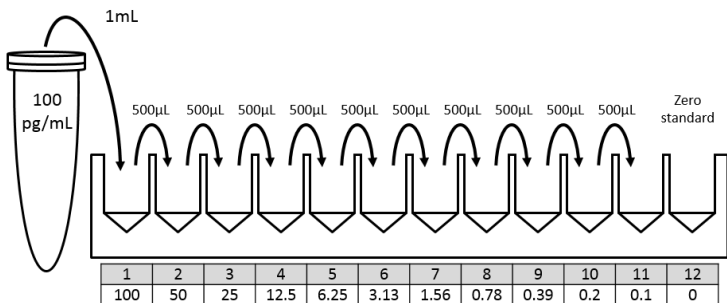 1mL
100
pg/mL
500µL 500µL 500µL 500µL 500µL 500µL 500µL 500µL 500µL 500µL
Zero
standard
1 2 3 4 5 6 7 8 9 10 11 12
100 50 25 12.5 6.25 3.13 1.56 0.78 0.39 0.2 0.1 0